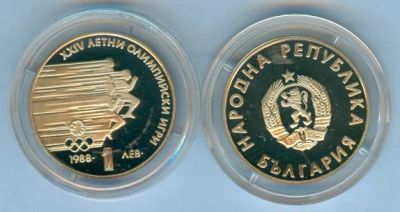 XXIV ЛЕТНИ ОЛИМПИЙСКИ ИГРИ
1988·
1
ЛЕВ·
НАРОДНА РЕПУБЛИКА
БЪЛГАРИЯ